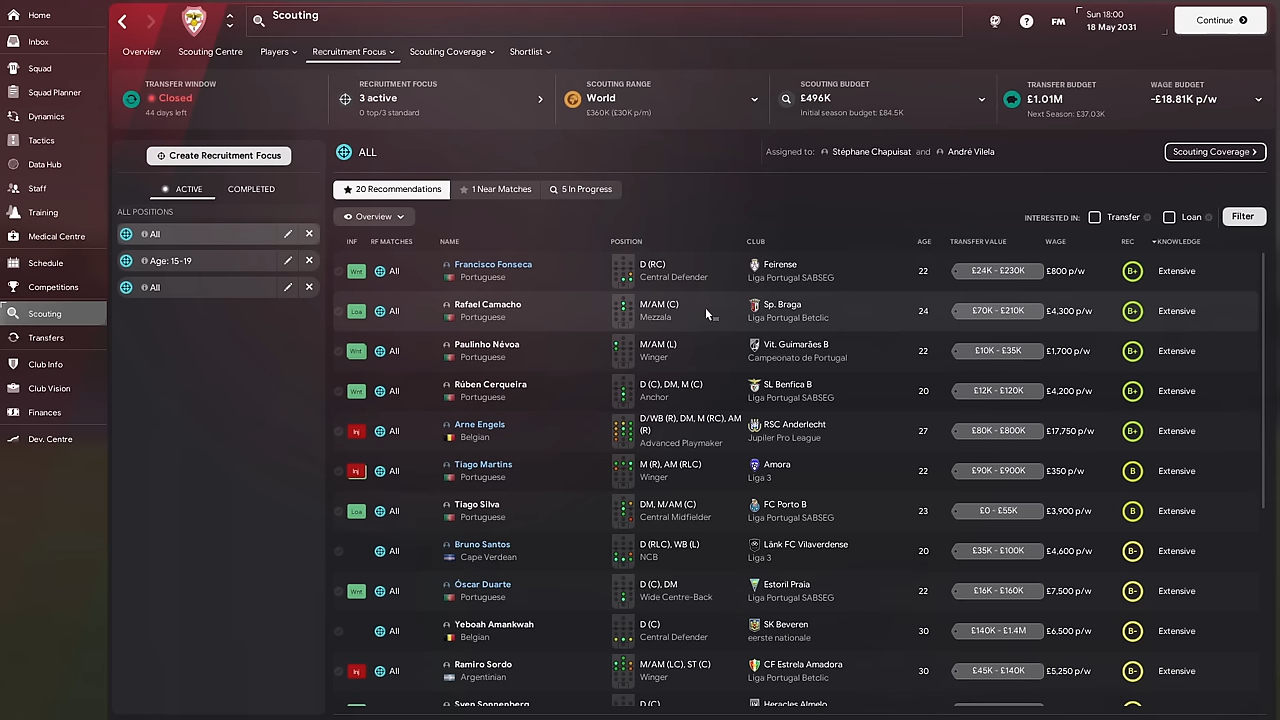 Home
Inbox
Squad
Squad Planner
Dynamics
Tactics
Data Hub
Staff
Training
Medical Centre
Schedule
Competitions
Scouting
Transfers
Club Info
Club Vision
Finances
Dev. Centre
Scouting
FM
Sun 18:00
18 May 2031
Continue
Overview
Scouting Centre
Players
Recruitment Focus
Scouting Coverage
Shortlist
TRANSFER WINDOW
Closed
44 days left
RECRUITMENT FOCUS
3 active
0 top/3 standard
SCOUTING RANGE
World
£360K (£30K p/m)
SCOUTING BUDGET
£496K
initial season budget: £84.5K
TRANSFER BUDGET
£1.01M
Next Season: £37.03K
WAGE BUDGET
-£18.81K p/w
Create Recruitment Focus
ACTIVE
COMPLETED
ALL POSITIONS
All
Age: 15-19
All
ALL
Assigned to: Stéphane Chapuisat and André Vilela
Scouting Coverage >
20 Recommendations
1 Near Matches
5 In Progress
Overview
INTERESTED IN: Transfer Loan Filter
INF RF MATCHES NAME POSITION CLUB AGE TRANSFER VALUE WAGE REC KNOWLEDGE
Wnt All Francisco Fonseca D (RC) Feirense 22 £24K - £230K £800 p/w B+ Extensive
Portuguese Central Defender Liga Portugal SABSEG
Loa All Rafael Camacho M/AM (C) Sp. Braga 24 £70K - £210K £4,300 p/w B+ Extensive
Portuguese Mezzala Liga Portugal Betclic
Wnt All Paulinho Névoa M/AM (L) Vit. Guimarães B 22 £10K - £35K £1,700 p/w B+ Extensive
Portuguese Winger Campeonato de Portugal
Wnt All Rúben Cerqueira D (C), DM, M (C) SL Benfica B 20 £12K - £120K £4,200 p/w B+ Extensive
Portuguese Anchor Liga Portugal SABSEG
Inj All Arne Engels D/WB (R), DM, M (RC), AM (R) RSC Anderlecht 27 £80K - £800K £17,750 p/w B+ Extensive
Belgian Advanced Playmaker Jupiler Pro League
Inj All Tiago Martins M (R), AM (RLC) Amora 22 £90K - £900K £350 p/w B Extensive
Portuguese Winger Liga 3
Loa All Tiago Silva DM, M/AM (C) FC Porto B 23 £0 - £55K £3,900 p/w B Extensive
Portuguese Central Midfielder Liga Portugal SABSEG
All Bruno Santos D (RLC), WB (L) Länk FC Vilaverdense 20 £35K - £100K £4,600 p/w B- Extensive
Cape Verdean NCB Liga 3
Wnt All Óscar Duarte D (C), DM Estoril Praia 22 £16K - £160K £7,500 p/w B- Extensive
Portuguese Wide Centre-Back Liga Portugal SABSEG
All Yeboah Amankwah D (C) SK Beveren 30 £140K - £1.4M £6,500 p/w B- Extensive
Belgian Central Defender eerste nationale
Inj All Ramiro Sordo M/AM (LC), ST (C) CF Estrela Amadora 30 £45K - £140K £5,250 p/w B- Extensive
Argentinian Winger Liga Portugal Betclic
Sven Sonnenberg D (C) Heracles Almelo